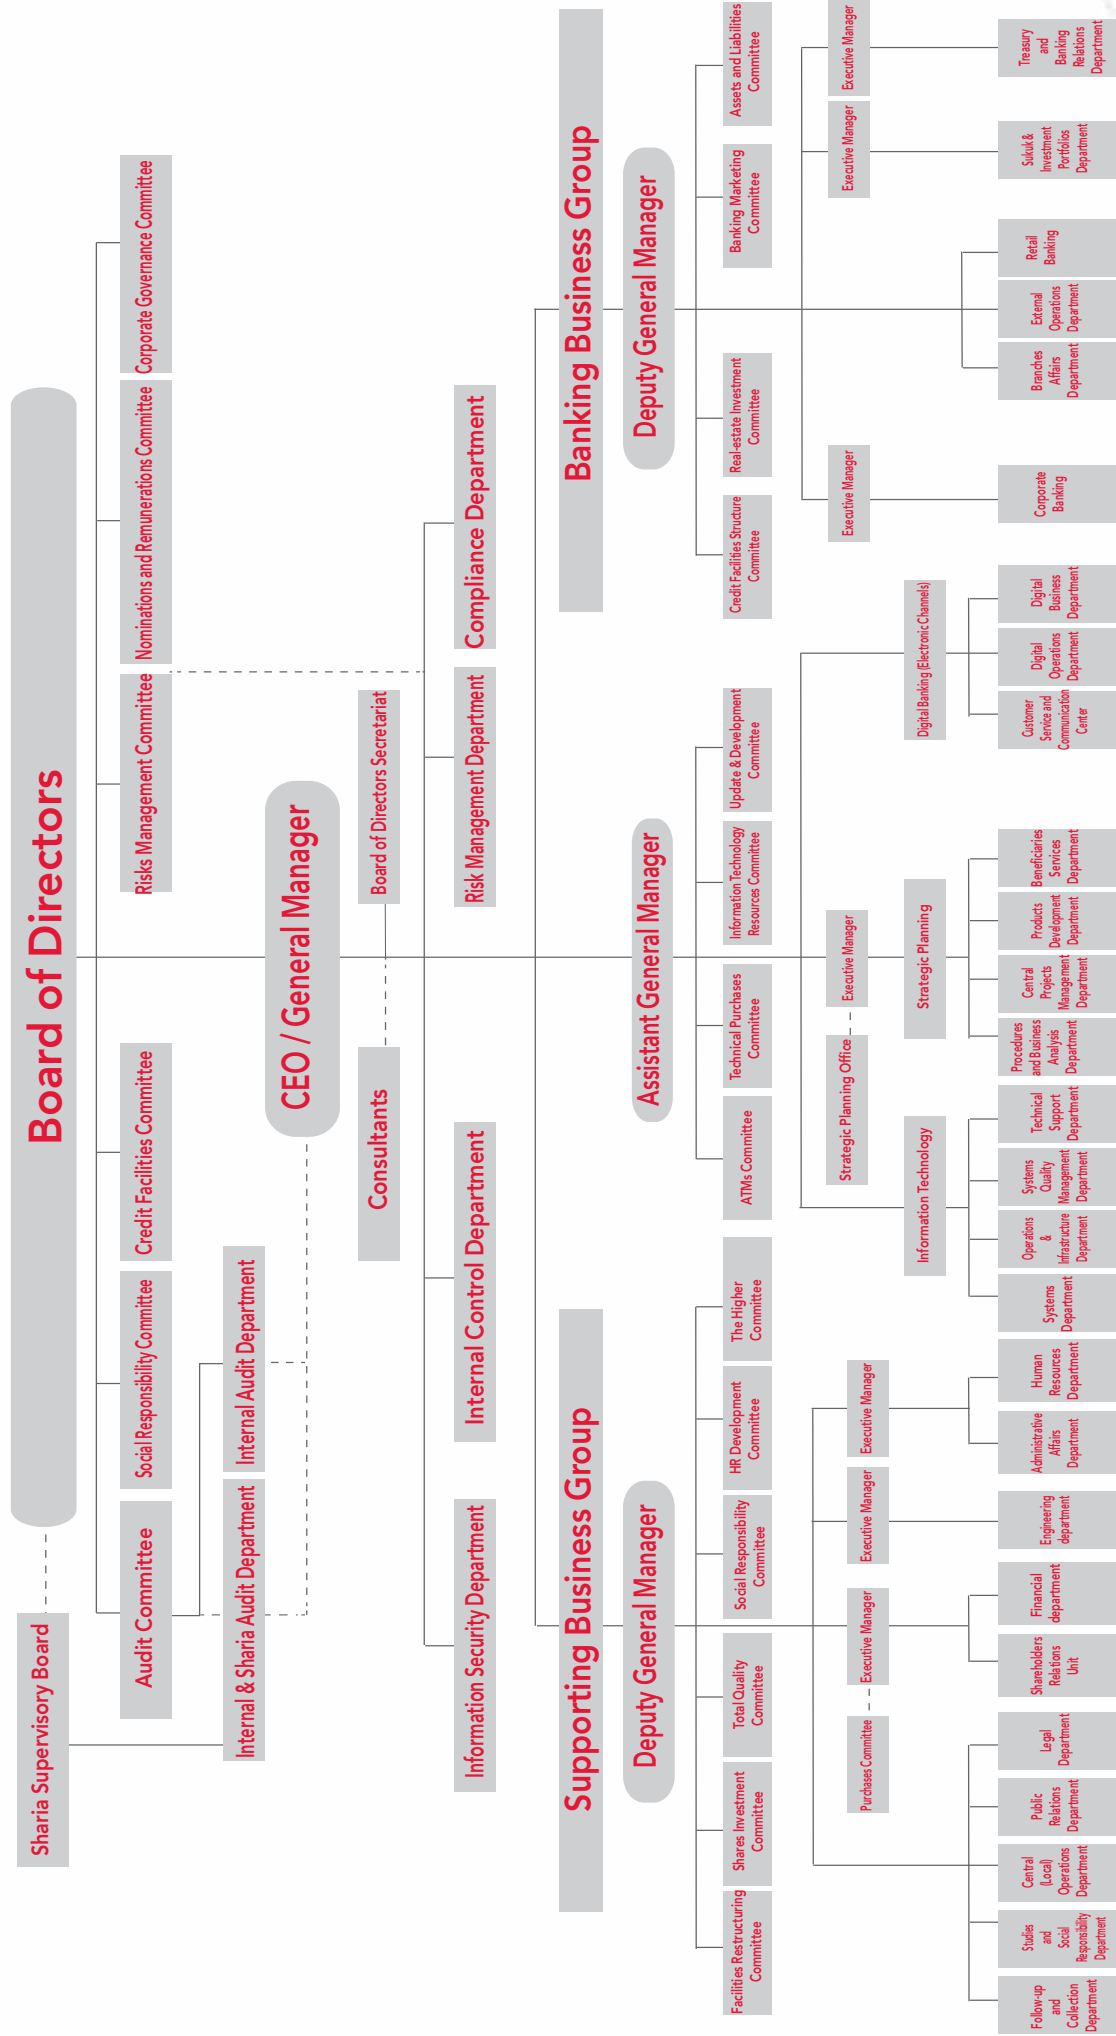 Board of Directors
Sharia Supervisory Board
Audit Committee
Social Responsibility Committee
Credit Facilities Committee
Risks Management Committee
Nominations and Remunerations Committee
Corporate Governance Committee
Internal & Sharia Audit Department
Internal Audit Department
CEO / General Manager
Consultants
Board of Directors Secretariat
Information Security Department
Internal Control Department
Risk Management Department
Compliance Department
Supporting Business Group
Banking Business Group
Deputy General Manager
Assistant General Manager
Deputy General Manager
Facilities Restructuring
Committee
Shares Investment
Committee
Total Quality
Committee
Social Responsibility
Committee
HR Development
Committee
The Higher
Committee
ATMs Committee
Technical Purchases
Committee
Information Technology
Resources Committee
Update & Development
Committee
Credit Facilities Structure
Committee
Real-estate Investment
Committee
Banking Marketing
Committee
Assets and Liabilities
Committee
Purchases Committee
Executive Manager
Executive Manager
Executive Manager
Strategic Planning Office
Executive Manager
Executive Manager
Executive Manager
Executive Manager
Information Technology
Strategic Planning
Digital Banking (Electronic Channels)
Follow-up
and
Collection
Department
Studies
and
Social
Responsibility
Department
Central
(Local)
Operations
Department
Public
Relations
Department
Legal
Department
Shareholders
Relations
Unit
Financial
department
Engineering
department
Administrative
Affairs
Department
Human
Resources
Department
Systems
Department
Operations
&
Infrastructure
Department
Systems
Quality
Management
Department
Technical
Support
Department
Procedures
and Business
Analysis
Department
Central
Projects
Management
Department
Products
Development
Department
Beneficiaries
Services
Department
Customer
Service and
Communication
Center
Digital
Operations
Department
Digital
Business
Department
Corporate
Banking
Branches
Affairs
Department
External
Operations
Department
Retail
Banking
Sukuk &
Investment
Portfolios
Department
Treasury
and
Banking
Relations
Department